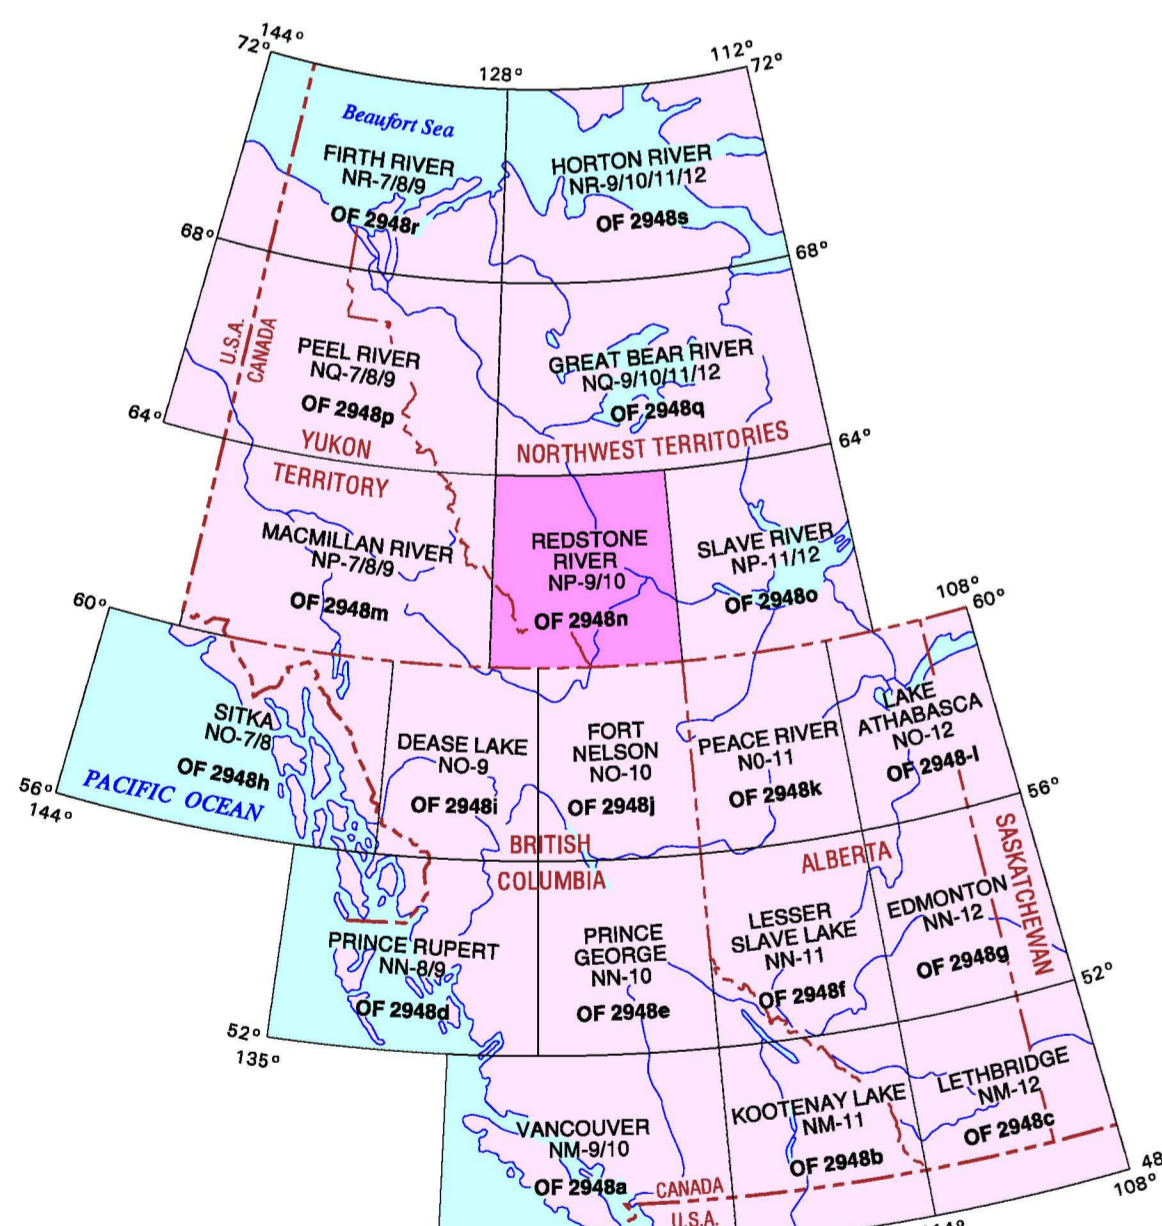 144°
72°
128°
112°
72°
Beaufort Sea
FIRTH RIVER
NR-7/8/9
OF 2948r
HORTON RIVER
NR-9/10/11/12
OF 2948s
68°
68°
U.S.A.
CANADA
PEEL RIVER
NQ-7/8/9
OF 2948p
GREAT BEAR RIVER
NQ-9/10/11/12
OF 2948q
64°
64°
YUKON
TERRITORY
NORTHWEST TERRITORIES
MACMILLAN RIVER
NP-7/8/9
OF 2948m
REDSTONE
RIVER
NP-9/10
OF 2948n
SLAVE RIVER
NP-11/12
OF 2948o
60°
108°
60°
SITKA
NO-7/8
OF 2948h
PACIFIC OCEAN
DEASE LAKE
NO-9
OF 2948i
FORT
NELSON
NO-10
OF 2948j
PEACE RIVER
N0-11
OF 2948k
LAKE
ATHABASCA
NO-12
OF 2948-l
56°
144°
56°
BRITISH
COLUMBIA
ALBERTA
SASKATCHEWAN
PRINCE RUPERT
NN-8/9
OF 2948d
PRINCE
GEORGE
NN-10
OF 2948e
LESSER
SLAVE LAKE
NN-11
OF 2948f
EDMONTON
NN-12
OF 2948g
52°
135°
52°
VANCOUVER
NM-9/10
OF 2948a
KOOTENAY LAKE
NM-11
OF 2948b
LETHBRIDGE
NM-12
OF 2948c
CANADA
U.S.A.
48
108°